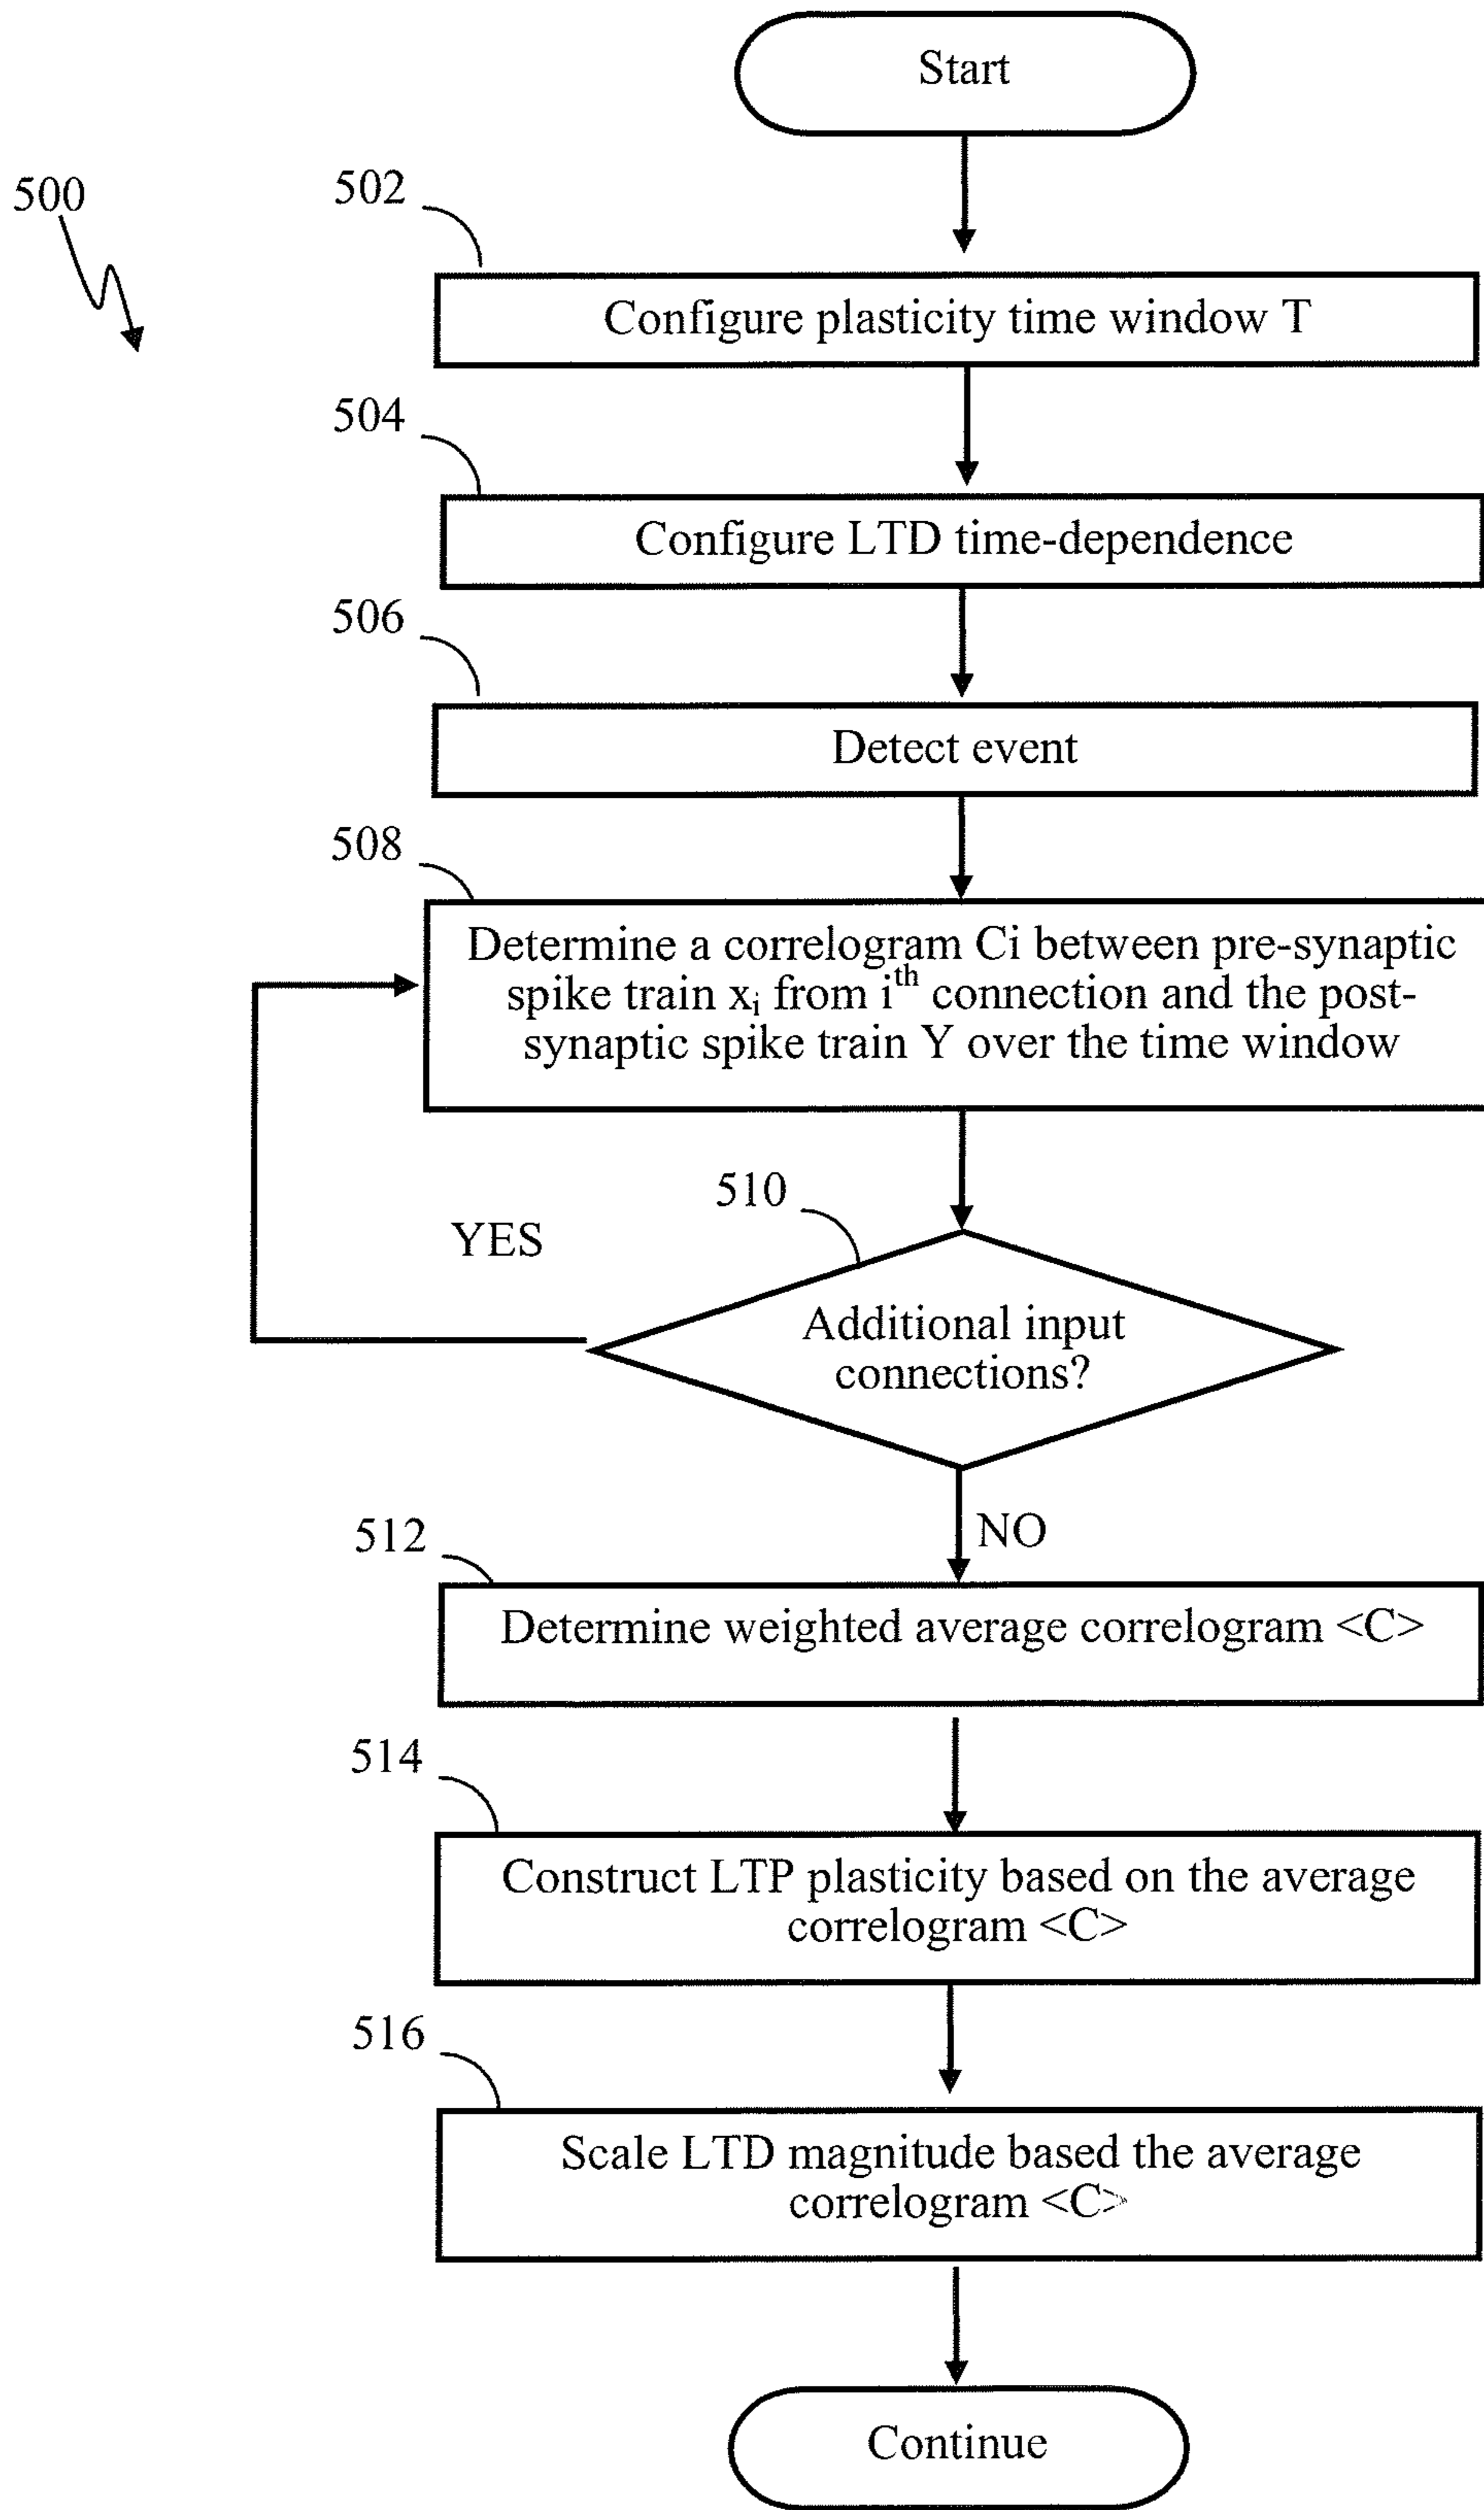 Start
500
502
Configure plasticity time window T
504
Configure LTD time-dependence
506
Detect event
508
Determine a correlogram Ci between pre-synaptic
spike train xi from ith connection and the post-
synaptic spike train Y over the time window
510
YES
Additional input
connections?
NO
512
Determine weighted average correlogram <C>
514
Construct LTP plasticity based on the average
correlogram <C>
516
Scale LTD magnitude based the average
correlogram <C>
Continue